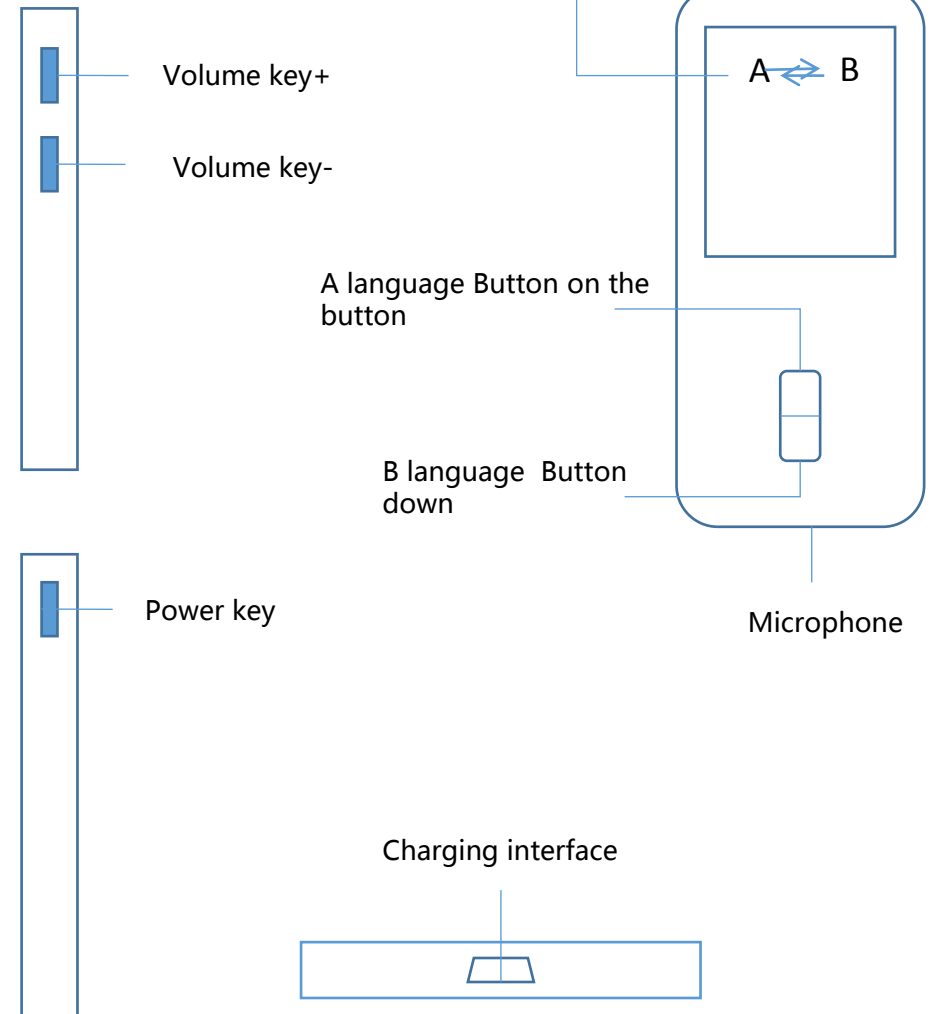 Volume key+
A B
Volume key-
A language Button on the
button
B language  Button
down
Power key
Microphone
Charging interface